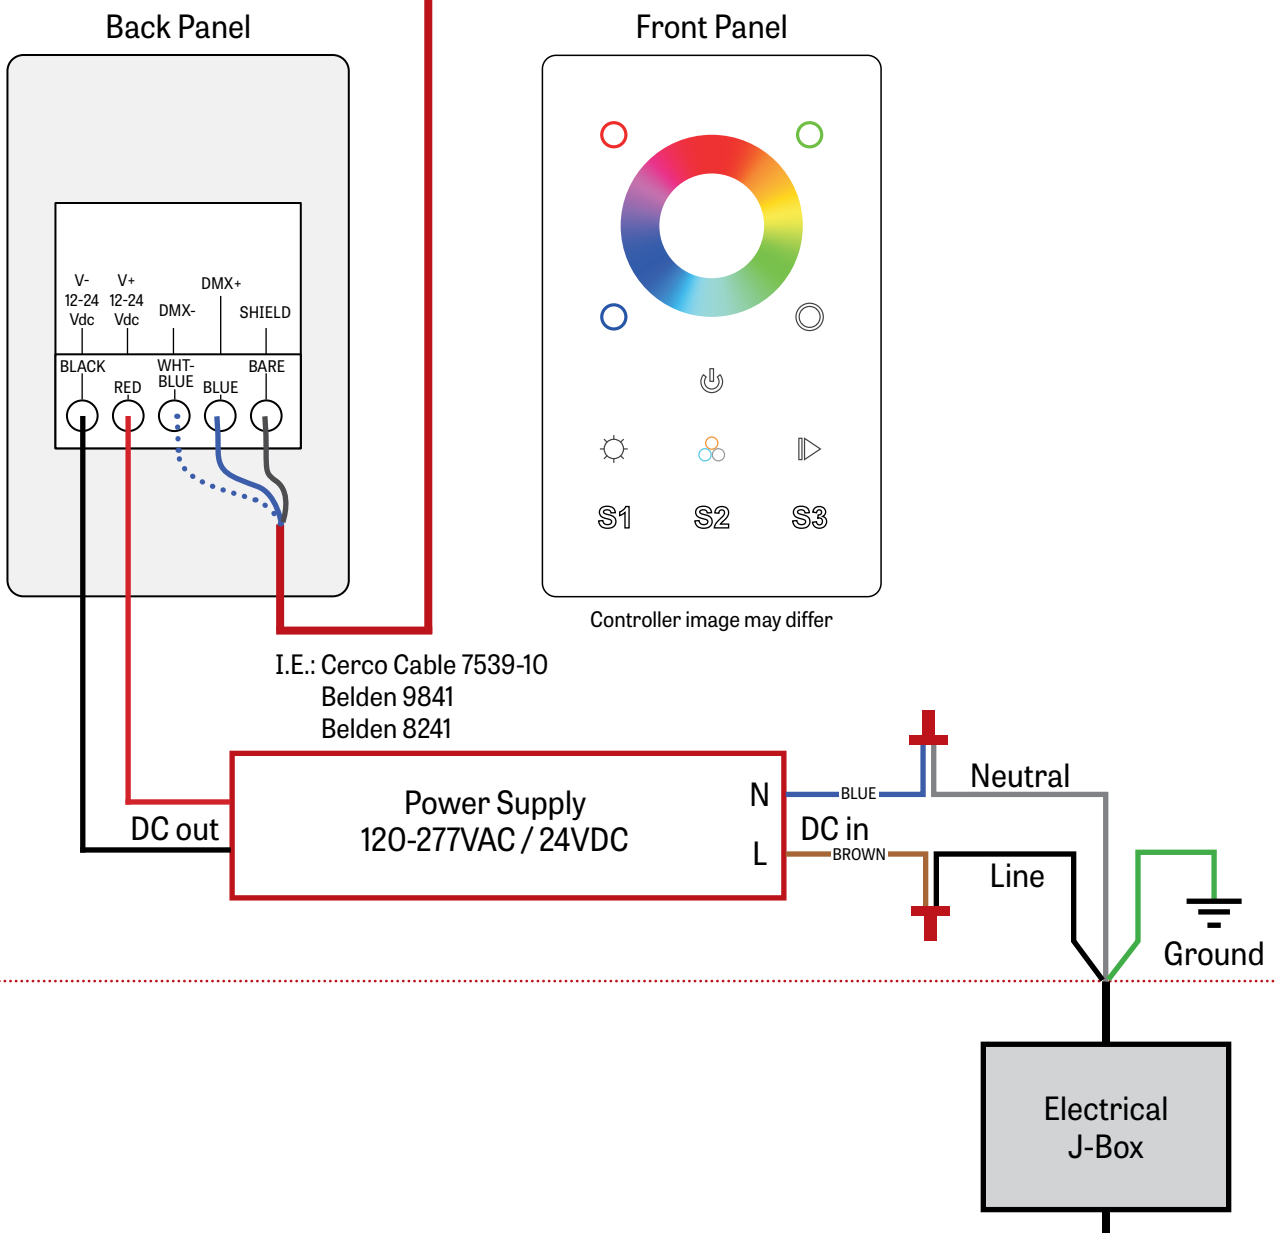 Back Panel
Front Panel
V-
12-24
Vdc
V+
12-24
Vdc
DMX-
DMX+
SHIELD
BLACK
RED
WHT-
BLUE
BLUE
BARE
S1
S2
S3
Controller image may differ
I.E.: Cerco Cable 7539-10
Belden 9841
Belden 8241
DC out
Power Supply
120-277VAC / 24VDC
N
L
BLUE
DC in
BROWN
Neutral
Line
Ground
Electrical
J-Box